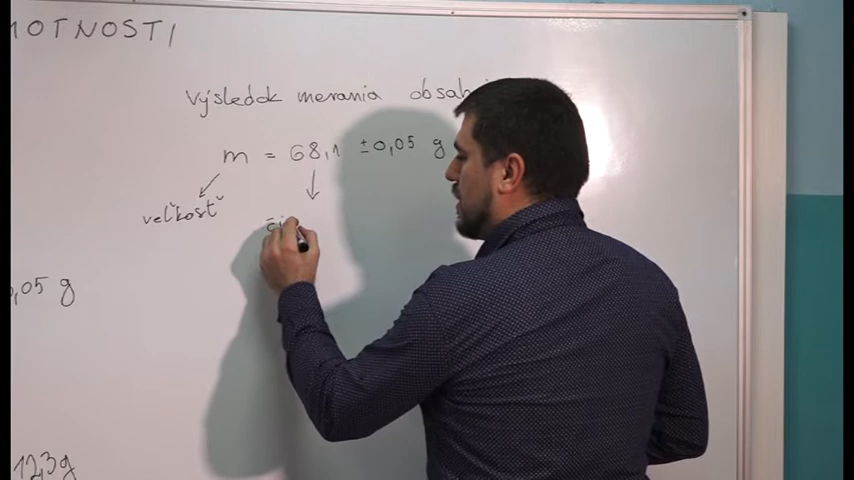 MOTNOSTI
výsledok merania obsah
m = 68,1 ±0,05 g
veľkosť
0,05 g
12,3g